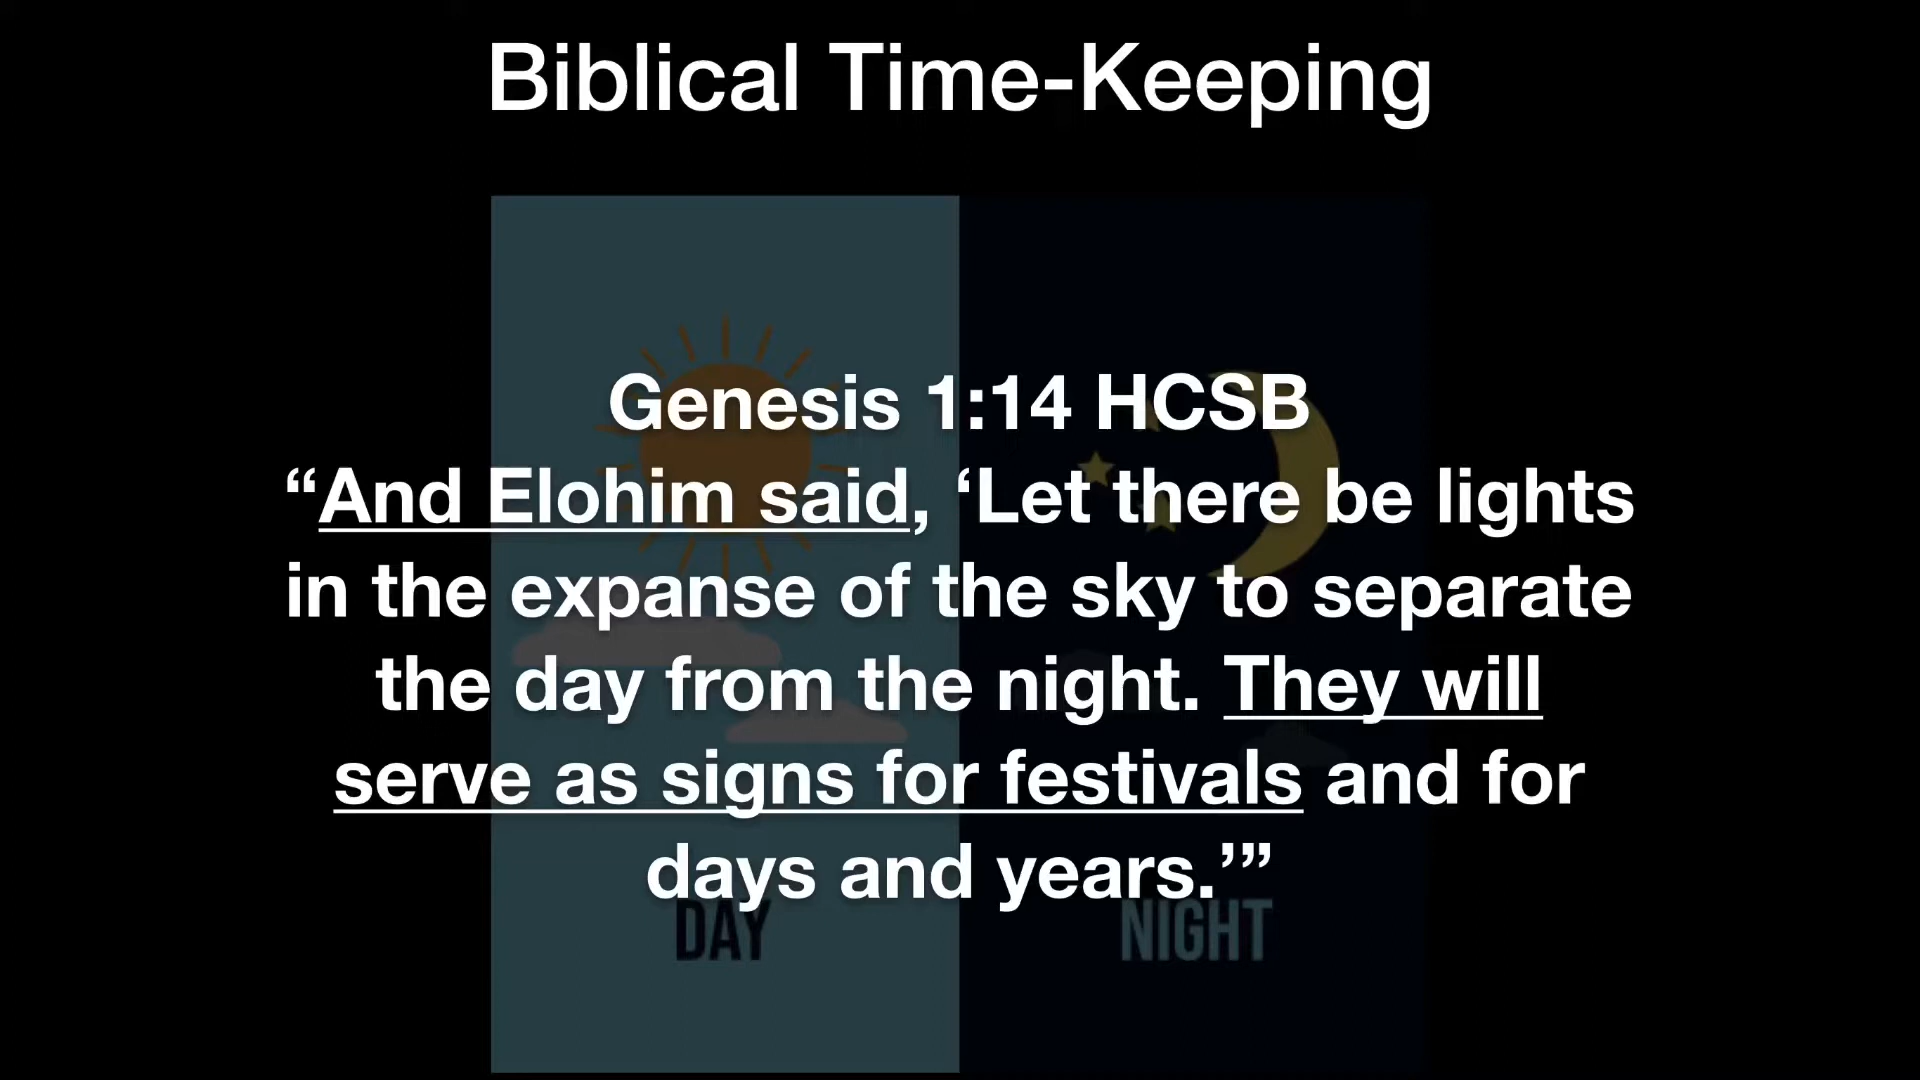 Biblical Time-Keeping
Genesis 1:14 HCSB
“And Elohim said, ‘Let there be lights
in the expanse of the sky to separate
the day from the night. They will
serve as signs for festivals and for
days and years.’”
DAY
NIGHT